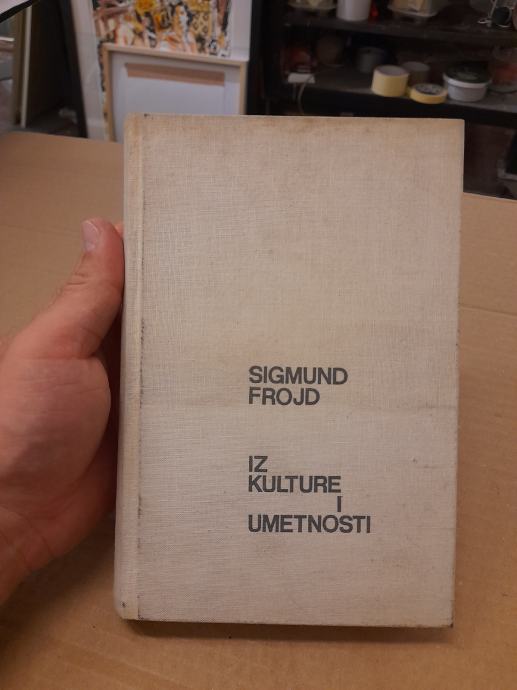 SIGMUND
FROJD
IZ
KULTURE
I
UMETNOSTI